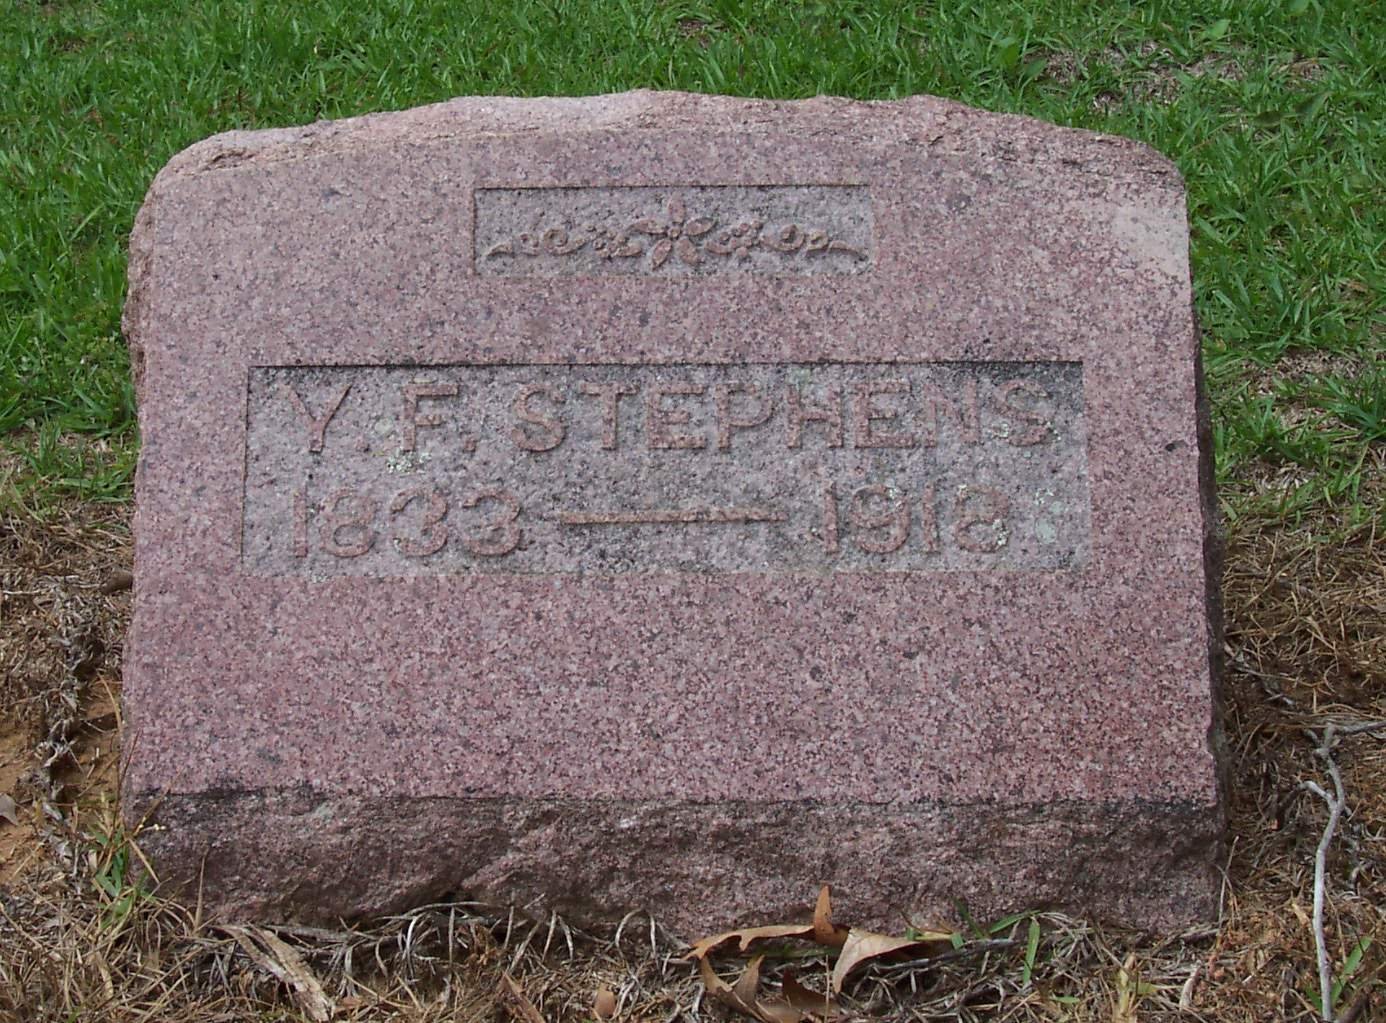 Y. F. STEPHENS
1833 — 1918